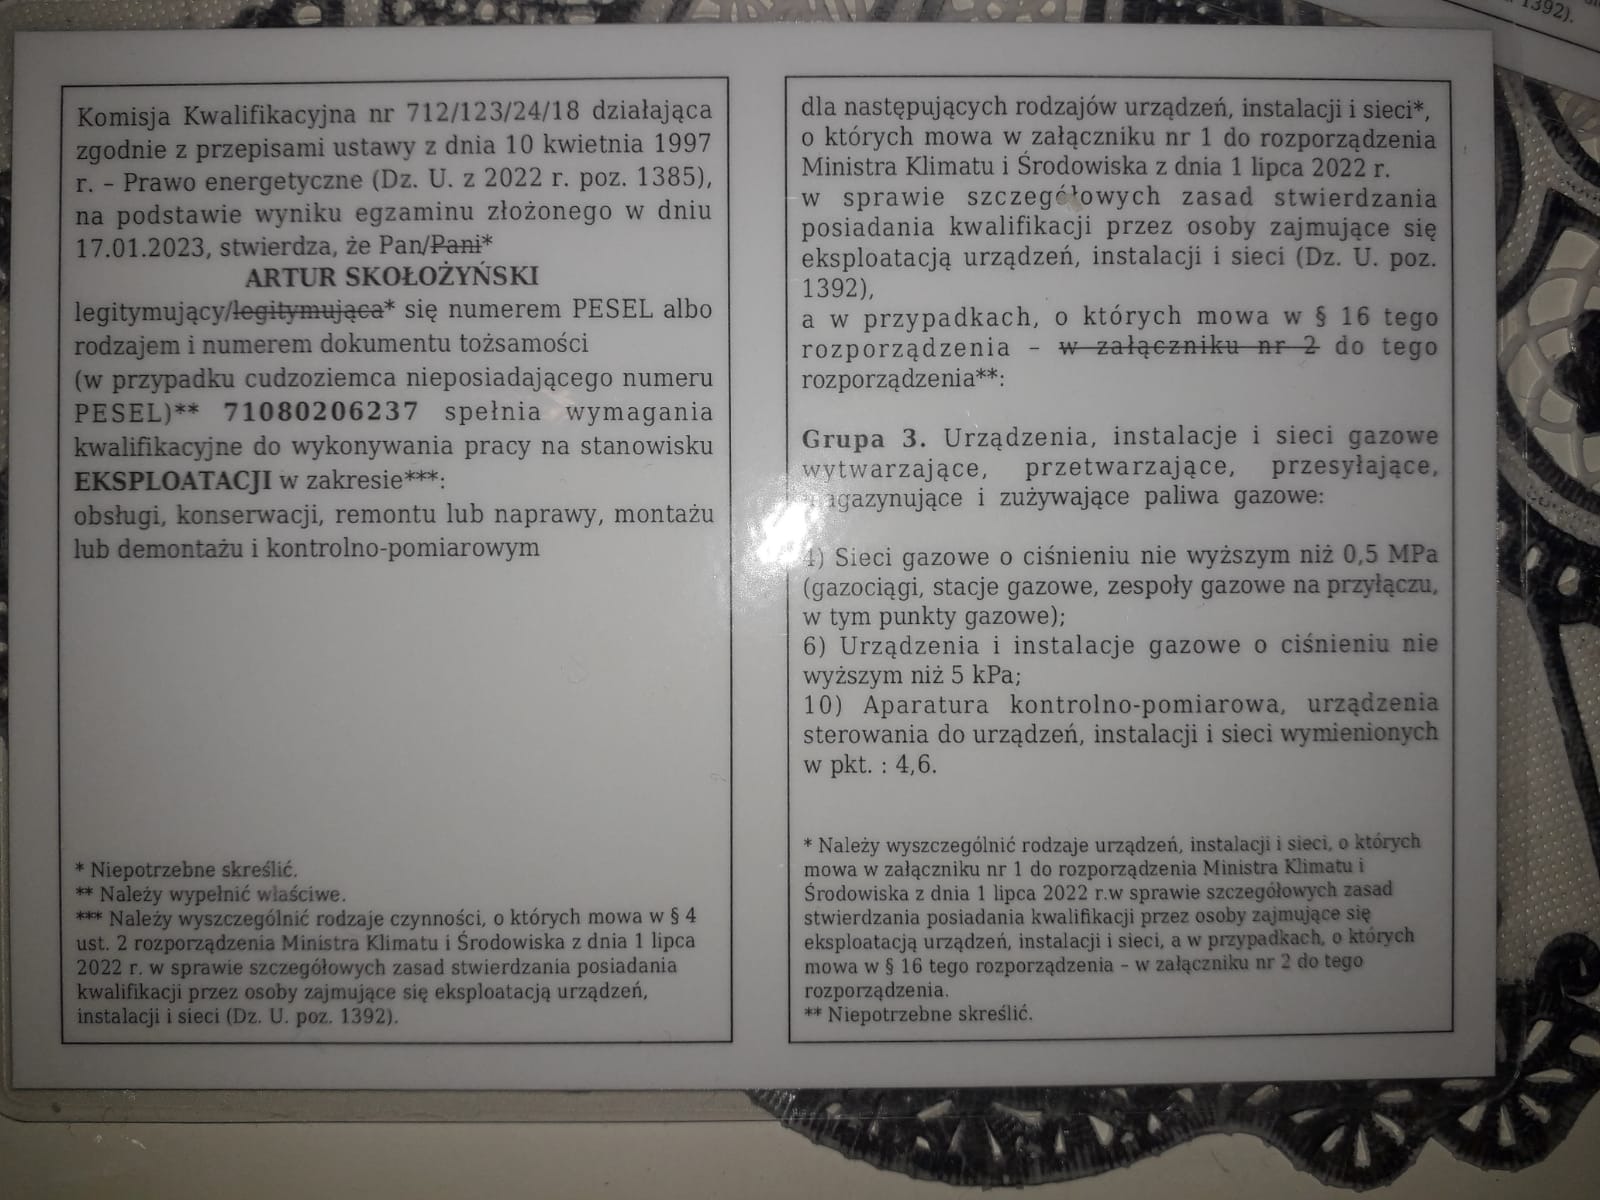 Komisja Kwalifikacyjna nr 712/123/24/18 działająca
zgodnie z przepisami ustawy z dnia 10 kwietnia 1997
r. – Prawo energetyczne (Dz. U. z 2022 r. poz. 1385),
na podstawie wyniku egzaminu złożonego w dniu
17.01.2023, stwierdza, że Pan/Pani*
ARTUR SKOŁOŻYŃSKI
legitymujący/legitymująca* się numerem PESEL albo
rodzajem i numerem dokumentu tożsamości
(w przypadku cudzoziemca nieposiadającego numeru
PESEL)** 71080206237 spełnia wymagania
kwalifikacyjne do wykonywania pracy na stanowisku
EKSPLOATACJI w zakresie***:
obsługi, konserwacji, remontu lub naprawy, montażu
lub demontażu i kontrolno-pomiarowym
* Niepotrzebne skreślić.
** Należy wypełnić właściwe.
*** Należy wyszczególnić rodzaje czynności, o których mowa w § 4
ust. 2 rozporządzenia Ministra Klimatu i Środowiska z dnia 1 lipca
2022 r. w sprawie szczegółowych zasad stwierdzania posiadania
kwalifikacji przez osoby zajmujące się eksploatacją urządzeń,
instalacji i sieci (Dz. U. poz. 1392).
dla następujących rodzajów urządzeń, instalacji i sieci*,
o których mowa w załączniku nr 1 do rozporządzenia
Ministra Klimatu i Środowiska z dnia 1 lipca 2022 r.
w sprawie szczegółowych zasad stwierdzania
posiadania kwalifikacji przez osoby zajmujące się
eksploatacją urządzeń, instalacji i sieci (Dz. U. poz.
1392),
a w przypadkach, o których mowa w § 16 tego
rozporządzenia – w załączniku nr 2 do tego
rozporządzenia**:
Grupa 3. Urządzenia, instalacje i sieci gazowe
wytwarzające, przetwarzające, przesyłające,
magazynujące i zużywające paliwa gazowe:
4) Sieci gazowe o ciśnieniu nie wyższym niż 0,5 MPa
(gazociągi, stacje gazowe, zespoły gazowe na przyłączu,
w tym punkty gazowe);
6) Urządzenia i instalacje gazowe o ciśnieniu nie
wyższym niż 5 kPa;
10) Aparatura kontrolno-pomiarowa, urządzenia
sterowania do urządzeń, instalacji i sieci wymienionych
w pkt. : 4,6.
* Należy wyszczególnić rodzaje urządzeń, instalacji i sieci, o których
mowa w załączniku nr 1 do rozporządzenia Ministra Klimatu i
Środowiska z dnia 1 lipca 2022 r.w sprawie szczegółowych zasad
stwierdzania posiadania kwalifikacji przez osoby zajmujące się
eksploatacją urządzeń, instalacji i sieci, a w przypadkach, o których
mowa w § 16 tego rozporządzenia – w załączniku nr 2 do tego
rozporządzenia.
** Niepotrzebne skreślić.
1392).